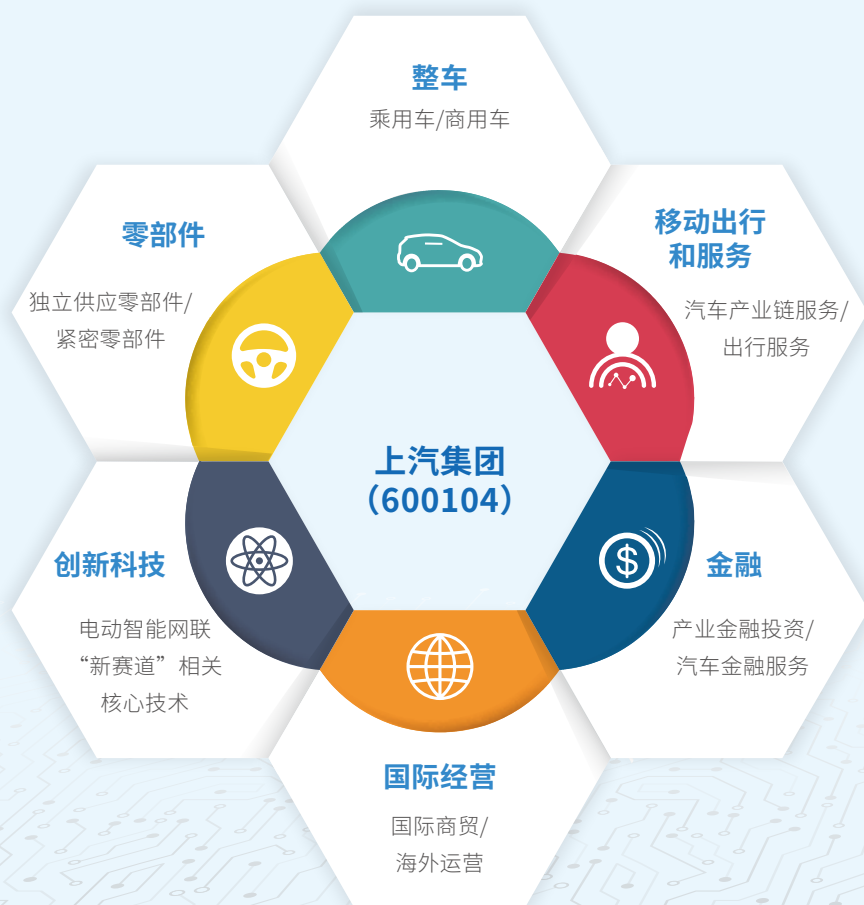 整车
乘用车/商用车
移动出行
和服务
汽车产业链服务/
出行服务
金融
产业金融投资/
汽车金融服务
国际经营
国际商贸/
海外运营
创新科技
电动智能网联
“新赛道”相关
核心技术
零部件
独立供应零部件/
紧密零部件
上汽集团
（600104）
$